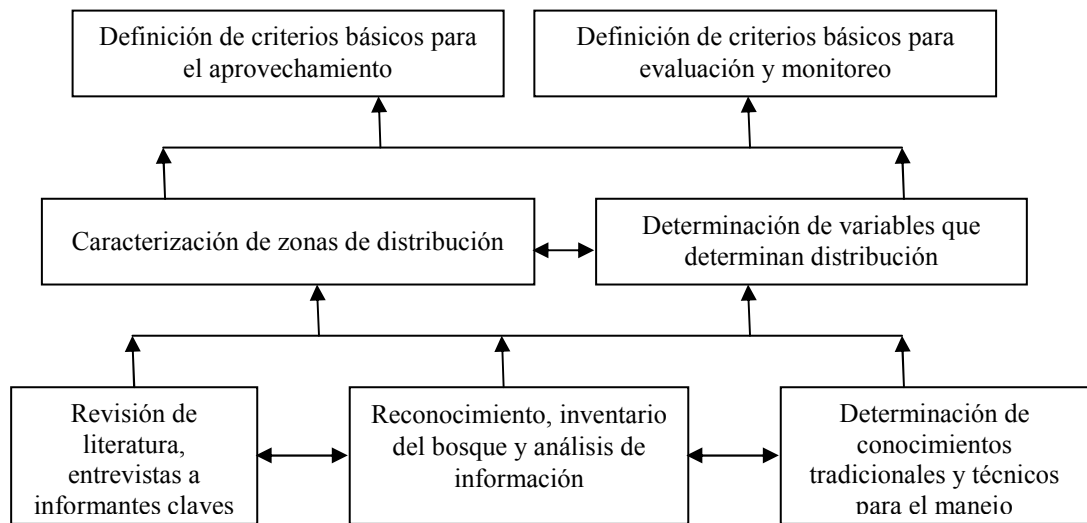 Definición de criterios básicos para
el aprovechamiento
Definición de criterios básicos para
evaluación y monitoreo
Caracterización de zonas de distribución
Determinación de variables que
determinan distribución
Revisión de
literatura,
entrevistas a
informantes claves
Reconocimiento, inventario
del bosque y análisis de
información
Determinación de
conocimientos
tradicionales y técnicos
para el manejo